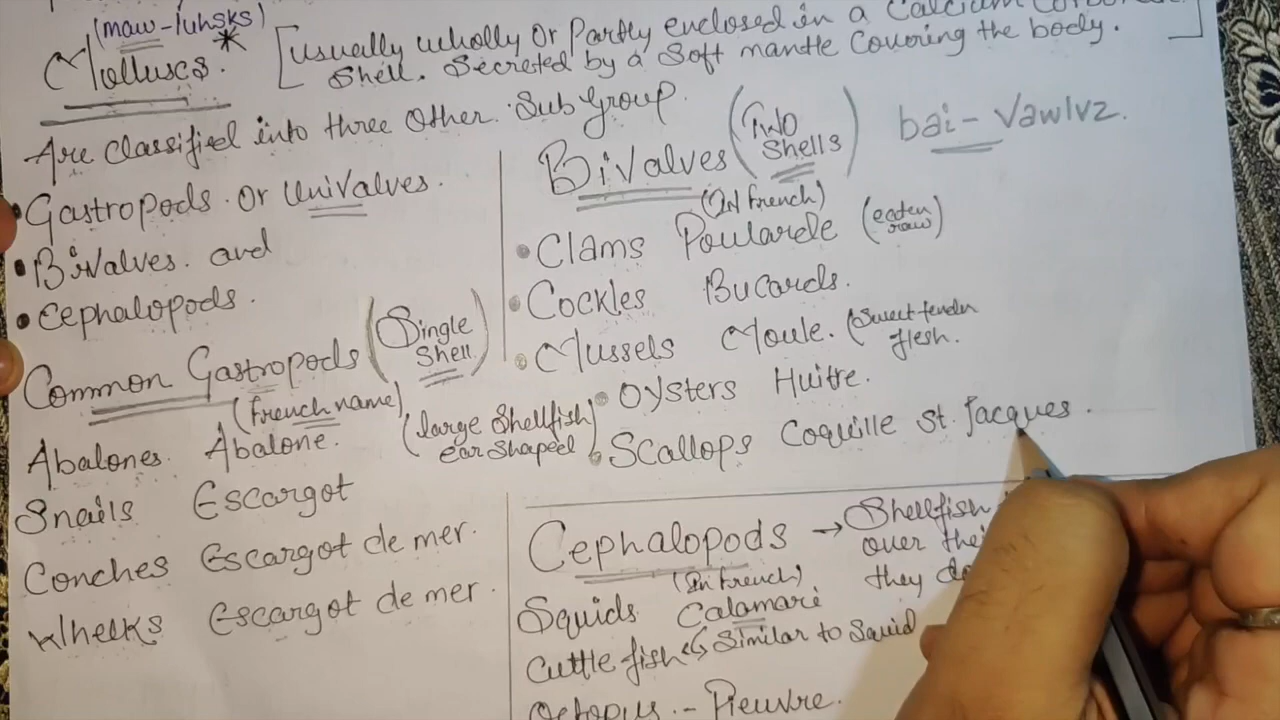 (maw-luhsks)
Molluscs.* [usually wholly or Partly enclosed in a Calcium
Shell. Secreted by a Soft mantle Covering the body.]
Are classified into three other Sub Group.
• Gastropods. or Univalves.
• Bivalves. and
• Cephalopods.
Common Gastropods (Single Shell)
(French name)
Abalones. Abalone. (large Shellfish ear Shaped)
Snails Escargot
Conches Escargot de mer.
Whelks Escargot de mer.
Bivalves (Two Shells) bai-Vawlvz.
(In French)
• Clams Poularde (eaten raw)
• Cockles Bucards.
• Mussels Moule. (Sweet tender flesh.
• Oysters Huitre.
• Scallops Coquille St. Jacques.
Cephalopods → Shellfish
over thei
they do
(In French)
Squids Calamari
Cuttle fish Similar to Squid
Octopus.- Pieuvre.